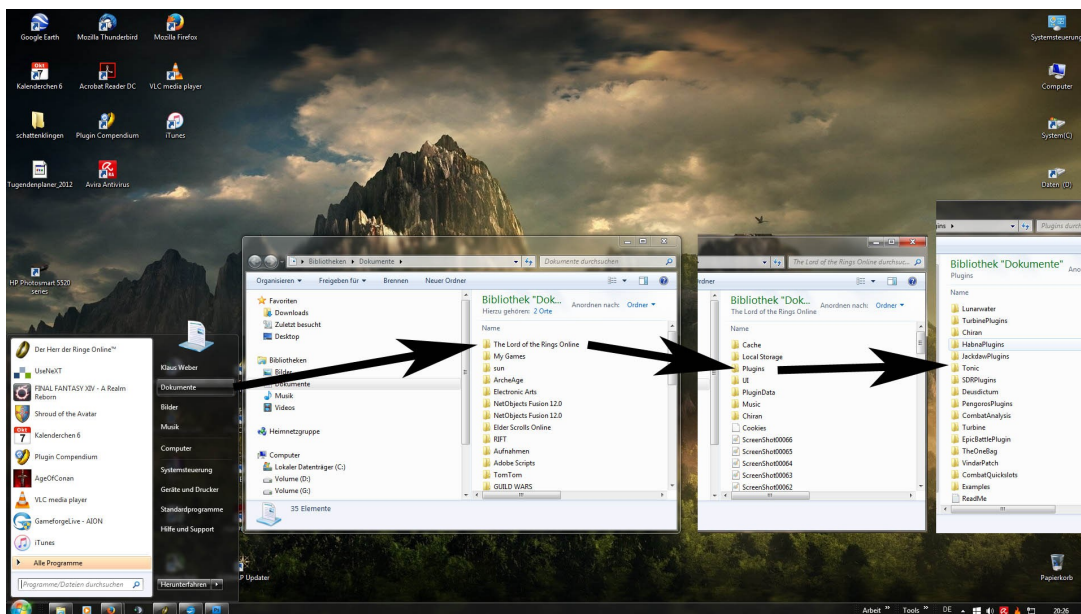 Google Earth
Mozilla Thunderbird
Mozilla Firefox
Systemsteuerung
Okt
7
Kalenderchen 6
Acrobat Reader DC
VLC media player
Computer
schattenklingen
Plugin Compendium
iTunes
System(C)
Tugendenplaner_2012
Avira Antivirus
Daten (D)
HP Photosmart 5520
series
Der Herr der Ringe Online™
UseNeXT
FINAL FANTASY XIV - A Realm
Reborn
Shroud of the Avatar
Okt
7
Kalenderchen 6
Plugin Compendium
AgeOfConan
VLC media player
GameforgeLive - AION
iTunes
Alle Programme
Programme/Dateien durchsuchen
Klaus Weber
Dokumente
Bilder
Musik
Computer
Systemsteuerung
Geräte und Drucker
Standardprogramme
Hilfe und Support
Herunterfahren
Bibliotheken
Dokumente
Dokumente durchsuchen
Organisieren
Freigeben für
Brennen
Neuer Ordner
Favoriten
Downloads
Zuletzt besucht
Desktop
Bibliotheken
Bilder
Dokumente
Musik
Videos
Heimnetzgruppe
Computer
Lokaler Datenträger (C:)
Volume (D:)
Volume (G:)
Bibliothek "Dok...
Anordnen nach: Ordner
Hierzu gehören: 2 Orte
Name
The Lord of the Rings Online
My Games
sun
ArcheAge
Electronic Arts
NetObjects Fusion 12.0
NetObjects Fusion 12.0
Elder Scrolls Online
RIFT
Aufnahmen
Adobe Scripts
TomTom
GUILD WARS
35 Elemente
The Lord of the Rings Online durchsuc...
Ordner
Bibliothek "Dok...
Anordnen nach: Ordner
The Lord of the Rings Online
Name
Cache
Local Storage
Plugins
UI
PluginData
Music
Chiran
Cookies
ScreenShot00066
ScreenShot00065
ScreenShot00064
ScreenShot00063
ScreenShot00062
Plugins durch
Bibliothek "Dokumente"
Plugins
Name
Lunarwater
TurbinePlugins
Chiran
HabnaPlugins
JackdawPlugins
Tonic
SDRPlugins
Deusdictum
PengorosPlugins
CombatAnalysis
Turbine
EpicBattlePlugin
TheOneBag
VindarPatch
CombatQuickslots
Examples
ReadMe
Updater
Papierkorb
Arbeit
Tools
DE
20:26